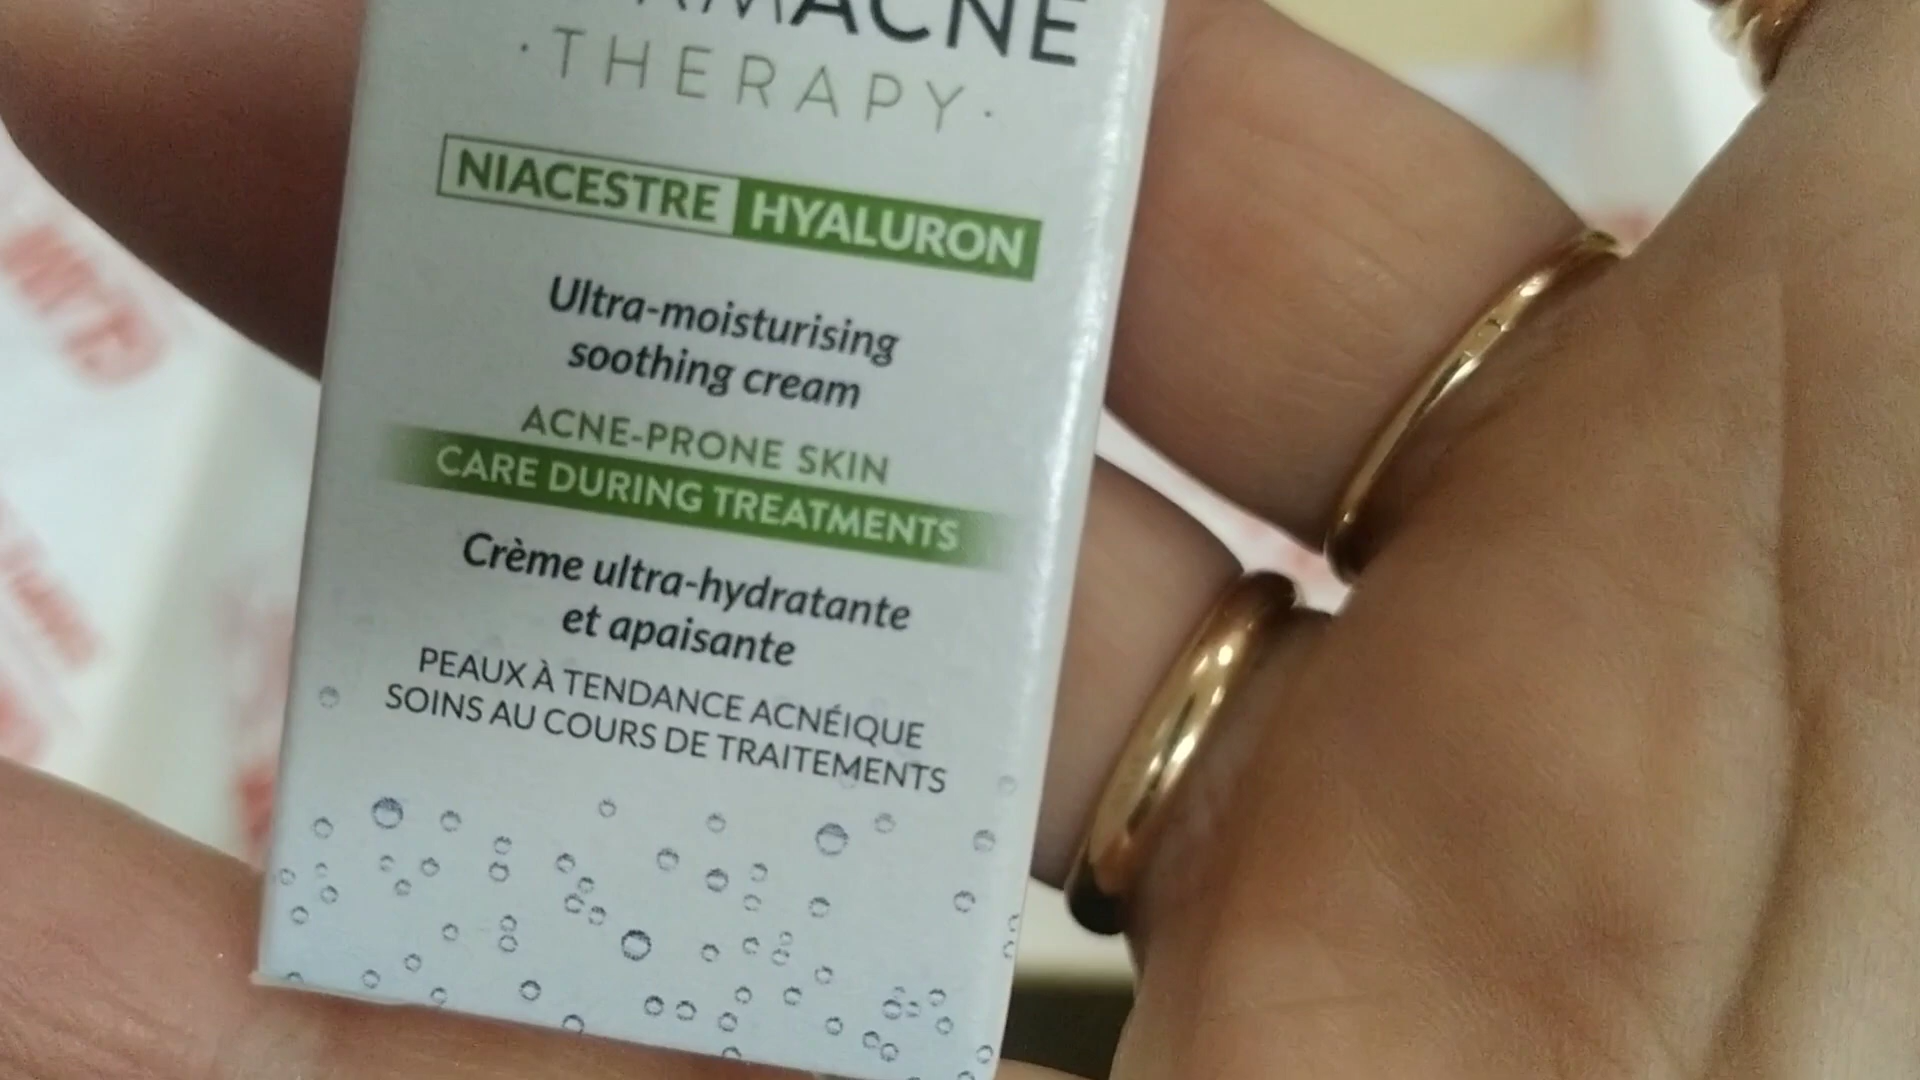 THERAPY
NIACESTRE HYALURON
Ultra-moisturising
soothing cream
ACNE-PRONE SKIN
CARE DURING TREATMENTS
Crème ultra-hydratante
et apaisante
PEAUX À TENDANCE ACNÉIQUE
SOINS AU COURS DE TRAITEMENTS